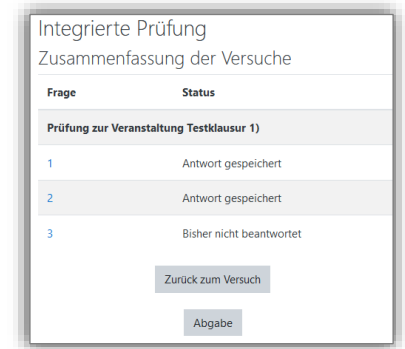 Integrierte Prüfung
Zusammenfassung der Versuche
Frage Status
Prüfung zur Veranstaltung Testklausur 1)
1 Antwort gespeichert
2 Antwort gespeichert
3 Bisher nicht beantwortet
Zurück zum Versuch
Abgabe